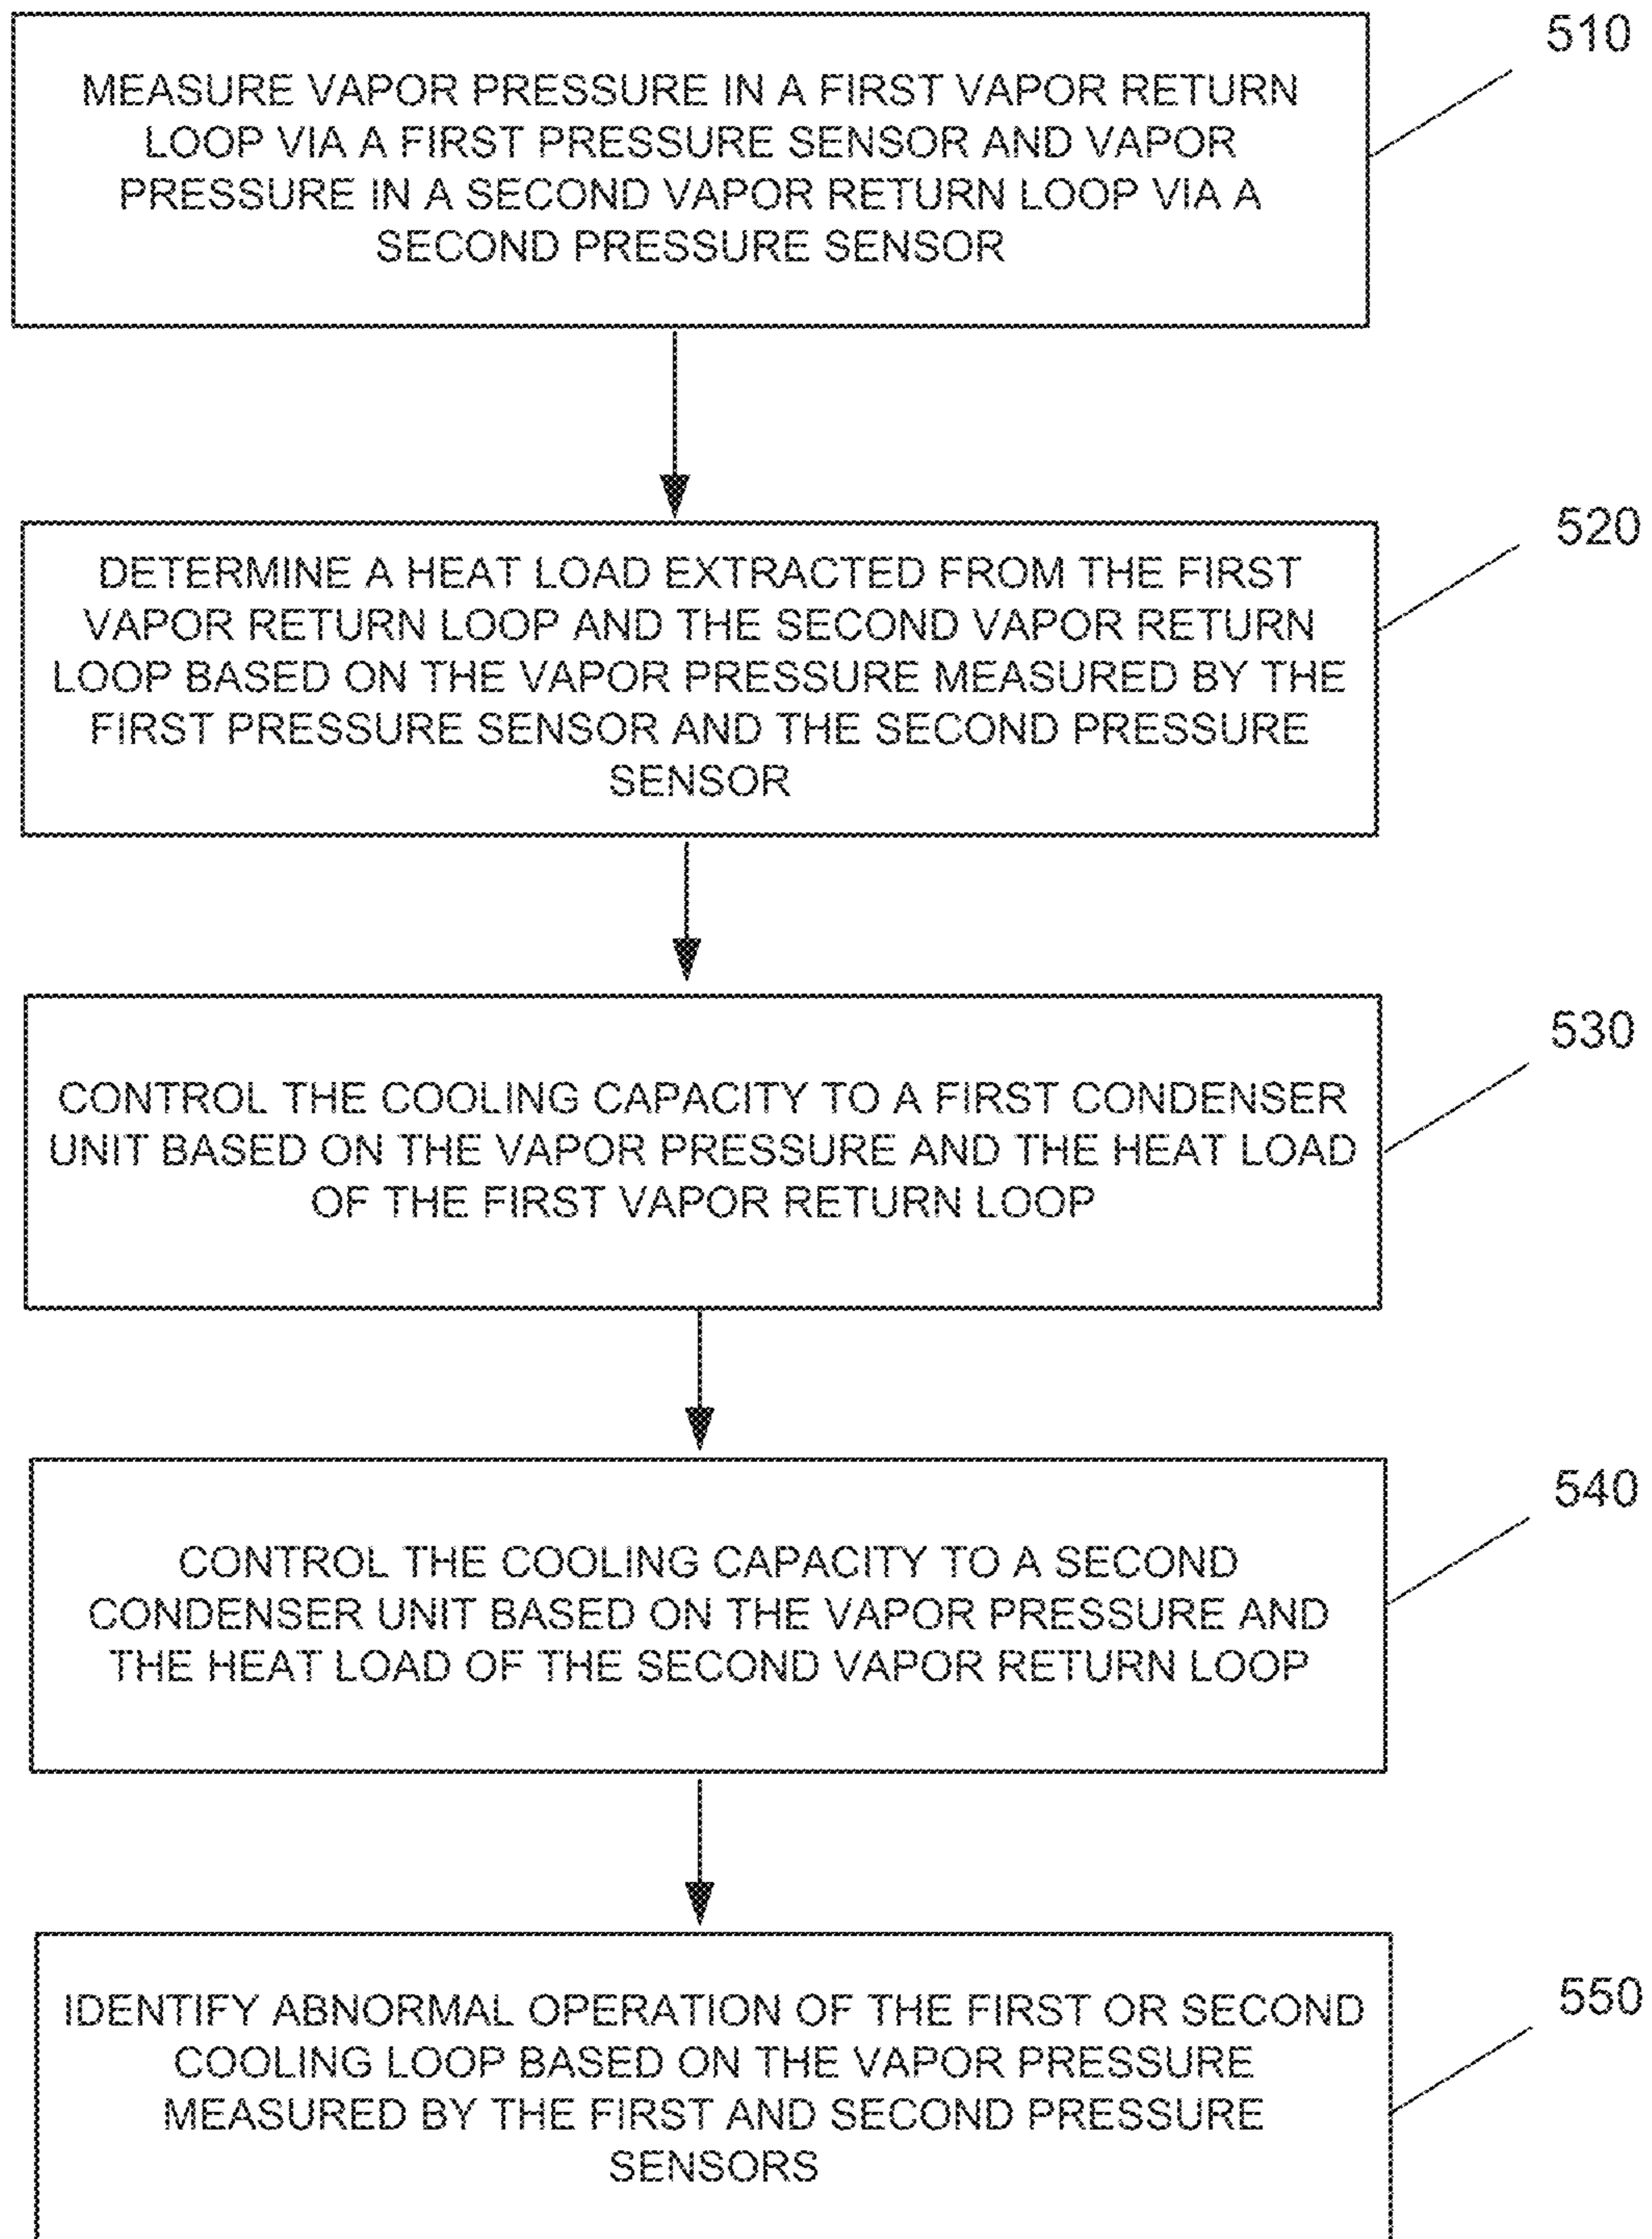 510
MEASURE VAPOR PRESSURE IN A FIRST VAPOR RETURN
LOOP VIA A FIRST PRESSURE SENSOR AND VAPOR
PRESSURE IN A SECOND VAPOR RETURN LOOP VIA A
SECOND PRESSURE SENSOR
520
DETERMINE A HEAT LOAD EXTRACTED FROM THE FIRST
VAPOR RETURN LOOP AND THE SECOND VAPOR RETURN
LOOP BASED ON THE VAPOR PRESSURE MEASURED BY THE
FIRST PRESSURE SENSOR AND THE SECOND PRESSURE
SENSOR
530
CONTROL THE COOLING CAPACITY TO A FIRST CONDENSER
UNIT BASED ON THE VAPOR PRESSURE AND THE HEAT LOAD
OF THE FIRST VAPOR RETURN LOOP
540
CONTROL THE COOLING CAPACITY TO A SECOND
CONDENSER UNIT BASED ON THE VAPOR PRESSURE AND
THE HEAT LOAD OF THE SECOND VAPOR RETURN LOOP
550
IDENTIFY ABNORMAL OPERATION OF THE FIRST OR SECOND
COOLING LOOP BASED ON THE VAPOR PRESSURE
MEASURED BY THE FIRST AND SECOND PRESSURE
SENSORS